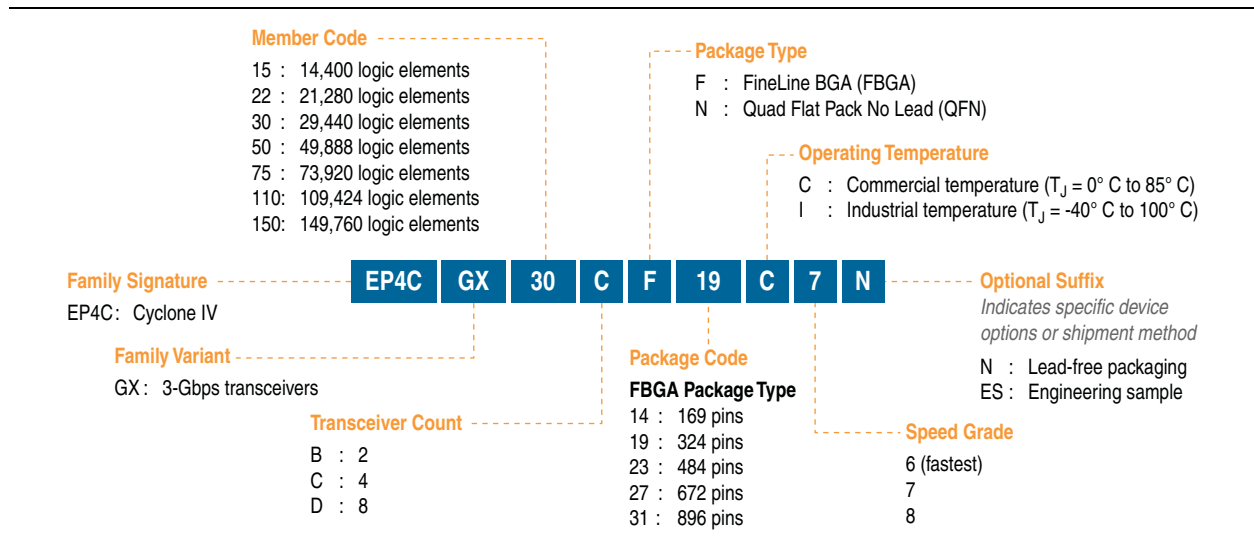 Member Code
15 : 14,400 logic elements
22 : 21,280 logic elements
30 : 29,440 logic elements
50 : 49,888 logic elements
75 : 73,920 logic elements
110: 109,424 logic elements
150: 149,760 logic elements
Package Type
F : FineLine BGA (FBGA)
N : Quad Flat Pack No Lead (QFN)
Operating Temperature
C : Commercial temperature (TJ = 0° C to 85° C)
I : Industrial temperature (TJ = -40° C to 100° C)
Family Signature
EP4C : Cyclone IV
EP4C GX 30 C F 19 C 7 N
Optional Suffix
Indicates specific device
options or shipment method
N : Lead-free packaging
ES : Engineering sample
Family Variant
GX : 3-Gbps transceivers
Transceiver Count
B : 2
C : 4
D : 8
Package Code
FBGA Package Type
14 : 169 pins
19 : 324 pins
23 : 484 pins
27 : 672 pins
31 : 896 pins
Speed Grade
6 (fastest)
7
8